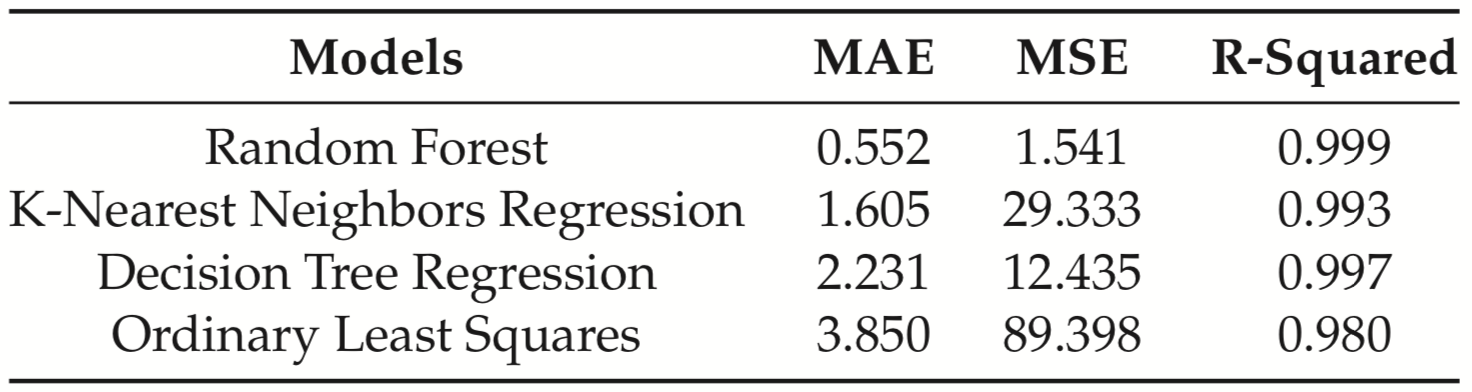 Models MAE MSE R-Squared
Random Forest 0.552 1.541 0.999
K-Nearest Neighbors Regression 1.605 29.333 0.993
Decision Tree Regression 2.231 12.435 0.997
Ordinary Least Squares 3.850 89.398 0.980